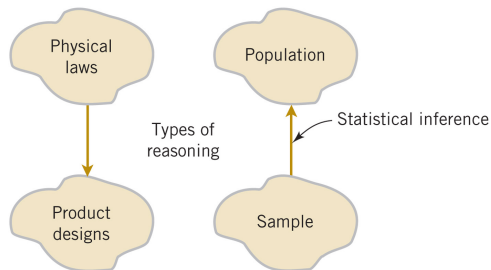 Physical
laws
Population
Types of
reasoning
Statistical inference
Product
designs
Sample